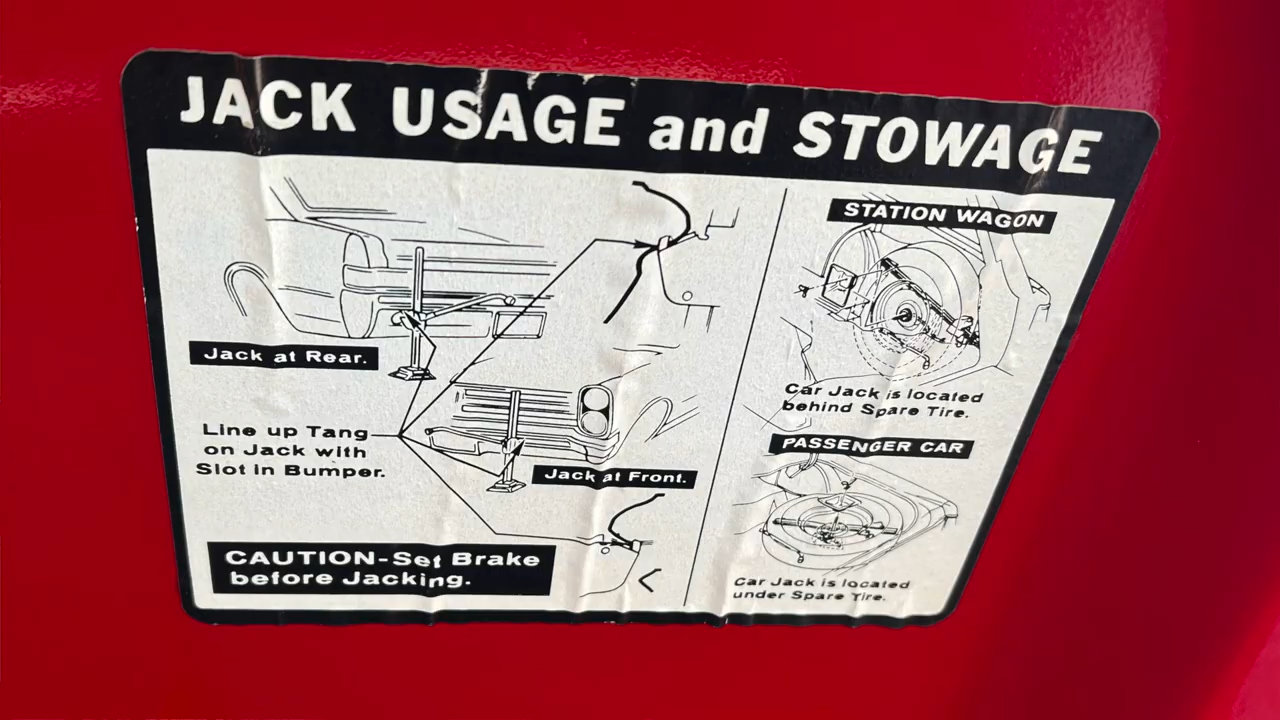 JACK USAGE and STOWAGE
Jack at Rear.
Line up Tang
on Jack with
Slot in Bumper.
Jack at Front.
CAUTION-Set Brake
before Jacking.
STATION WAGON
Car Jack is located
behind Spare Tire.
PASSENGER CAR
Car Jack is located
under Spare Tire.